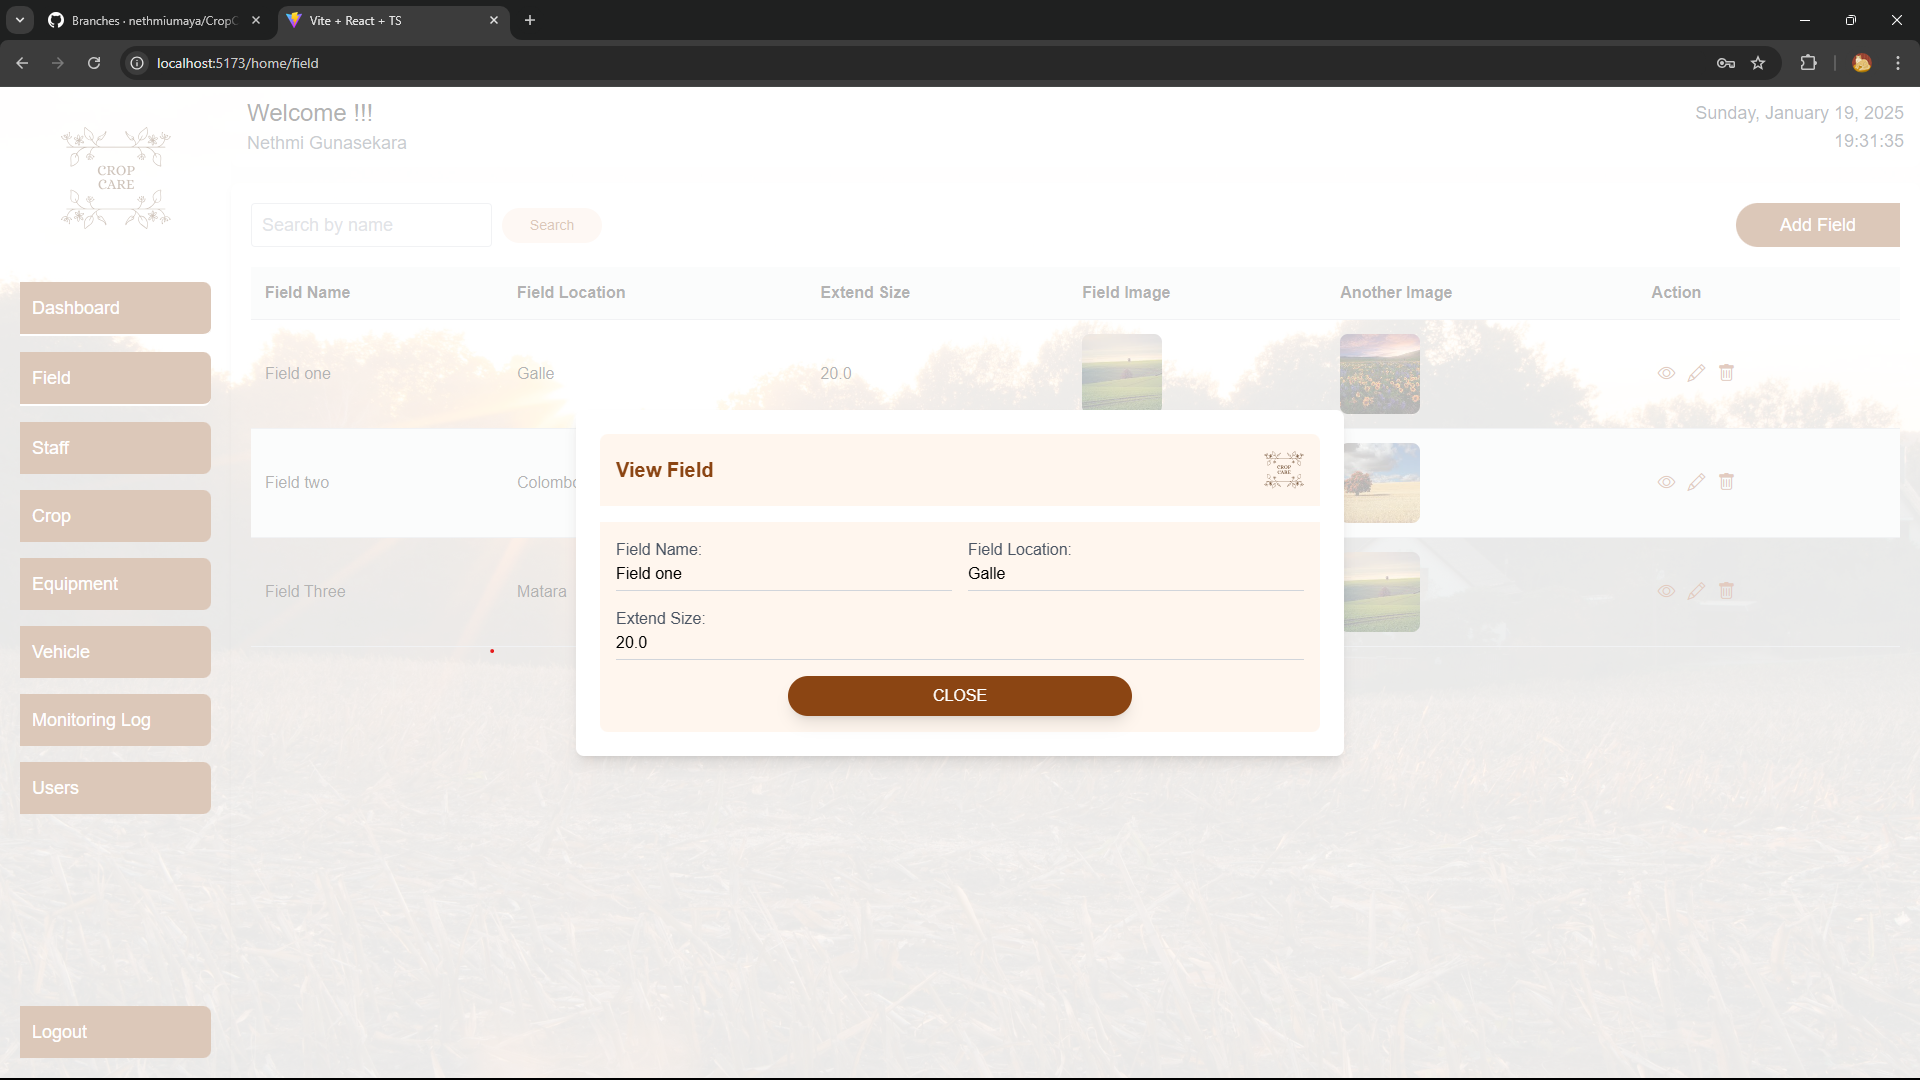 Branches · nethmiumaya/CropC
Vite + React + TS
localhost:5173/home/field
CROP
CARE
Welcome !!!
Nethmi Gunasekara
Sunday, January 19, 2025
19:31:35
Search by name
Search
Add Field
Dashboard
Field
Staff
Crop
Equipment
Vehicle
Monitoring Log
Users
Logout
Field Name Field Location Extend Size Field Image Another Image Action
Field one Galle 20.0
Field two Colombo
Field Three Matara
View Field
CROP
CARE
Field Name: Field Location:
Field one Galle
Extend Size:
20.0
CLOSE